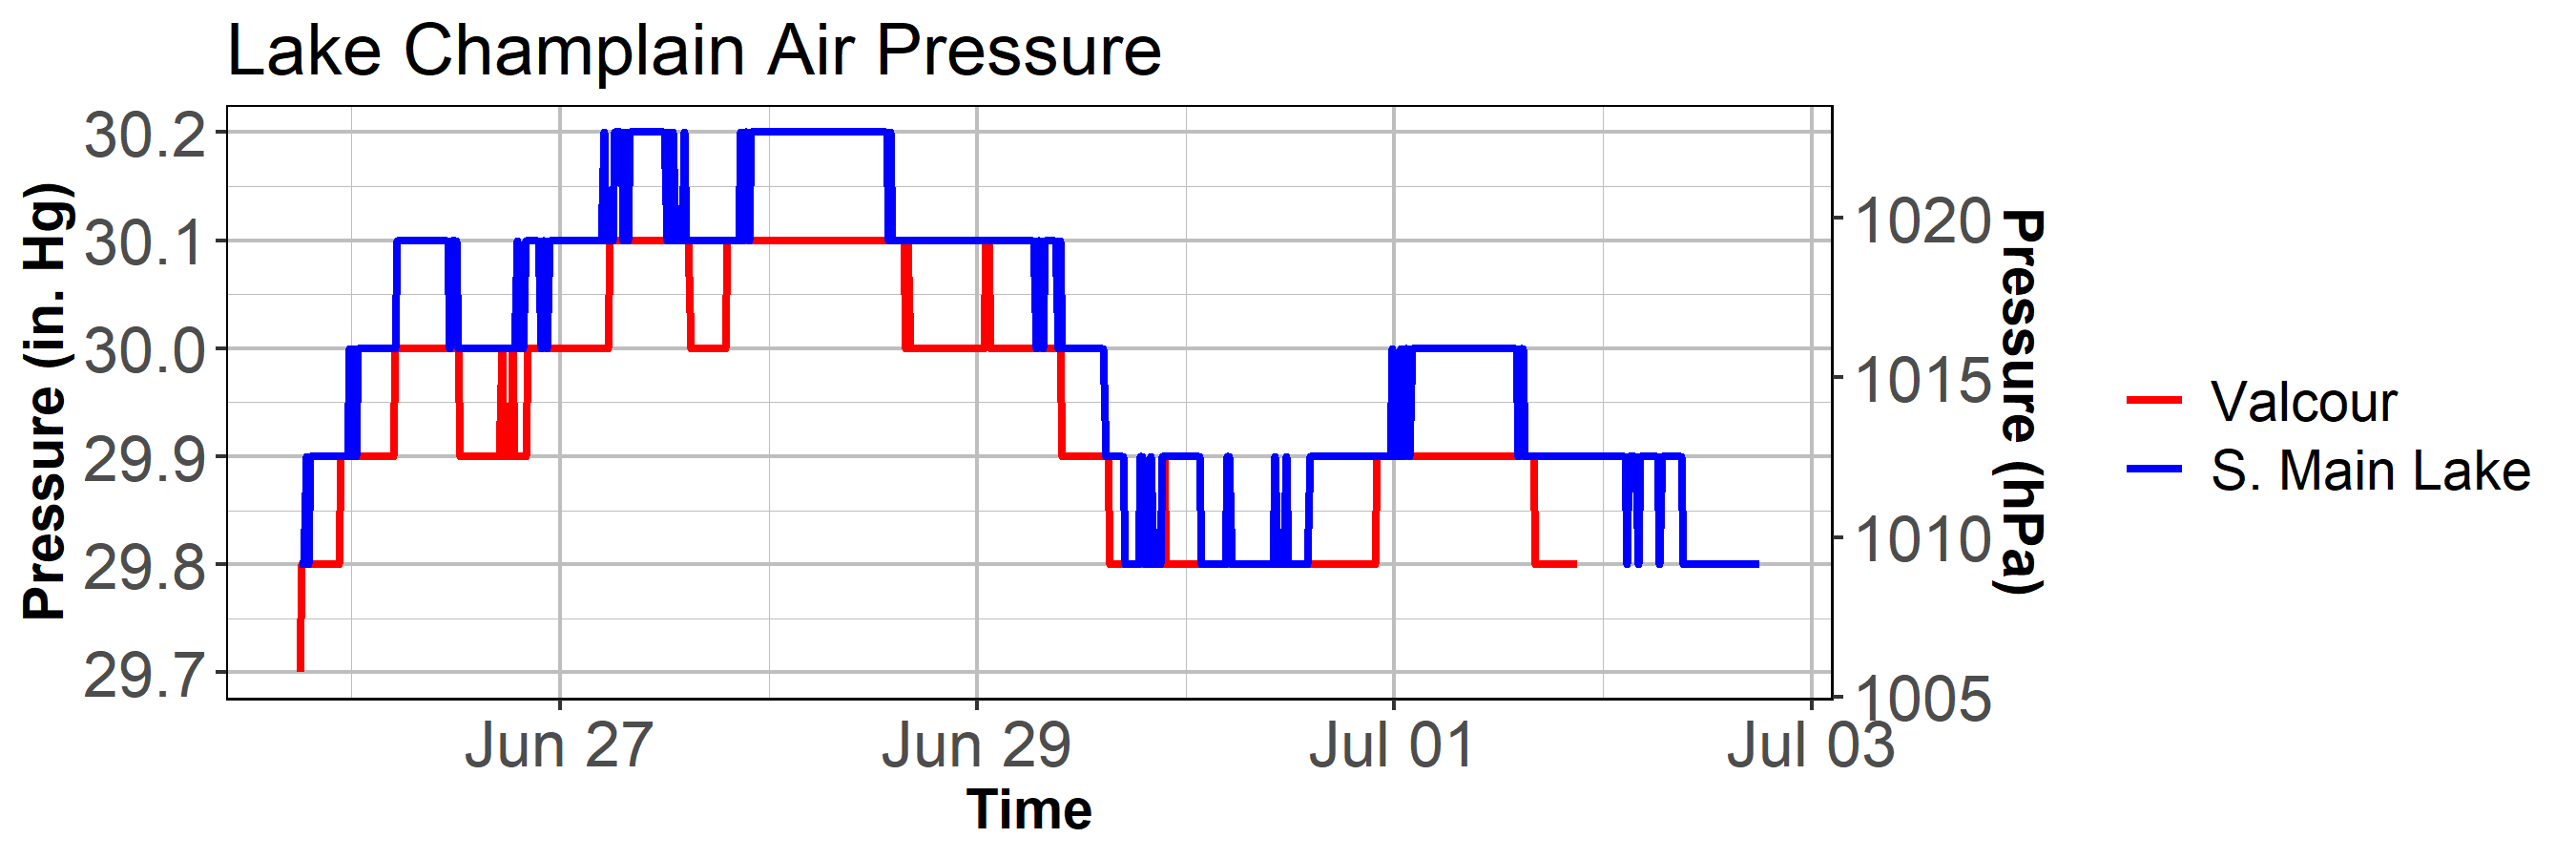 Lake Champlain Air Pressure
Pressure (in. Hg)
30.2
30.1
30.0
29.9
29.8
29.7
1020
1015
1010
1005
Pressure (hPa)
Jun 27 Jun 29 Jul 01 Jul 03
Time
Valcour
S. Main Lake